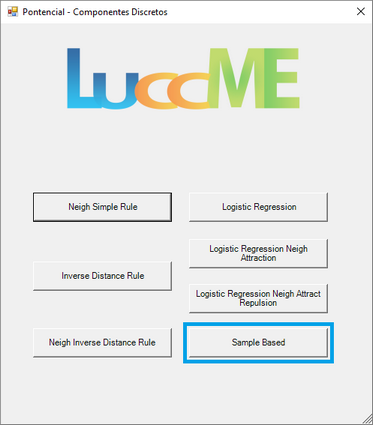 Pontencial - Componentes Discretos
LuccME
Neigh Simple Rule
Logistic Regression
Logistic Regression Neigh
Attraction
Inverse Distance Rule
Logistic Regression Neigh Attract
Repulsion
Neigh Inverse Distance Rule
Sample Based